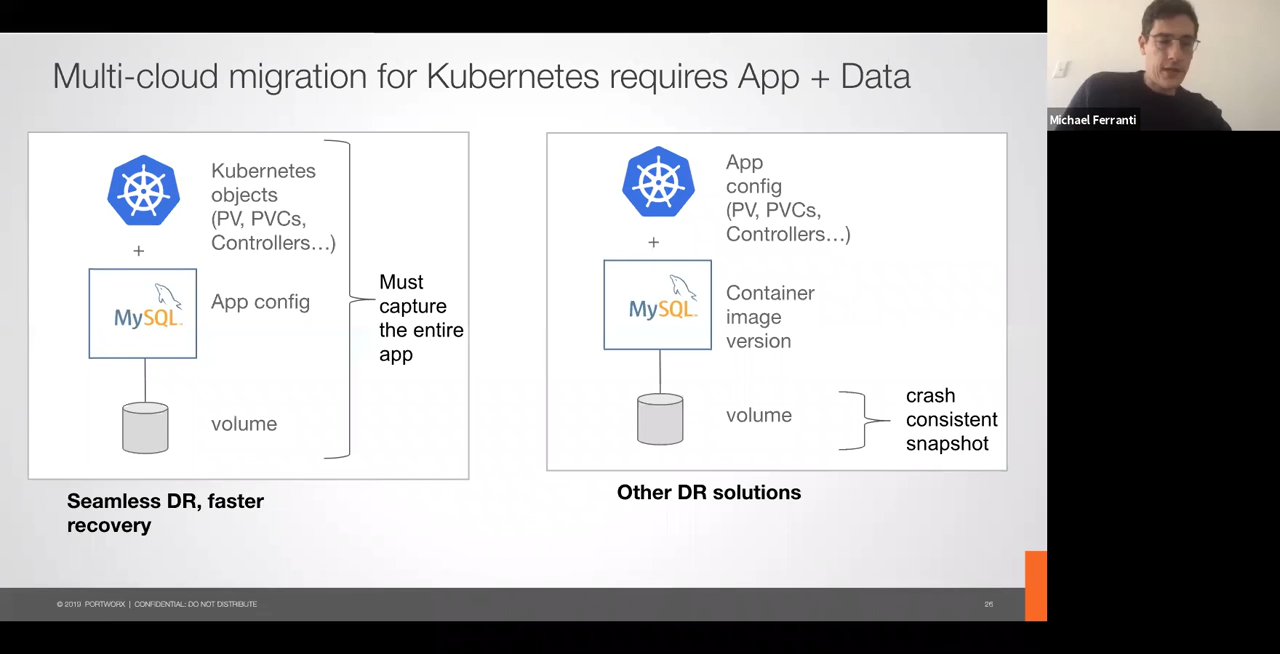 Multi-cloud migration for Kubernetes requires App + Data
Kubernetes
objects
(PV, PVCs,
Controllers...)
+
MySQL
App config
volume
Must
capture
the entire
app
Seamless DR, faster
recovery
App
config
(PV, PVCs,
Controllers...)
+
MySQL
Container
image
version
volume
crash
consistent
snapshot
Other DR solutions
© 2019 PORTWORX | CONFIDENTIAL: DO NOT DISTRIBUTE
26
Michael Ferranti